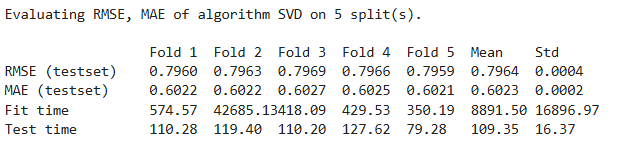 Evaluating RMSE, MAE of algorithm SVD on 5 split(s).
Fold 1 Fold 2 Fold 3 Fold 4 Fold 5 Mean Std
RMSE (testset) 0.7960 0.7963 0.7969 0.7966 0.7959 0.7964 0.0004
MAE (testset) 0.6022 0.6022 0.6027 0.6025 0.6021 0.6023 0.0002
Fit time 574.57 42685.13418.09 429.53 350.19 8891.50 16896.97
Test time 110.28 119.40 110.20 127.62 79.28 109.35 16.37